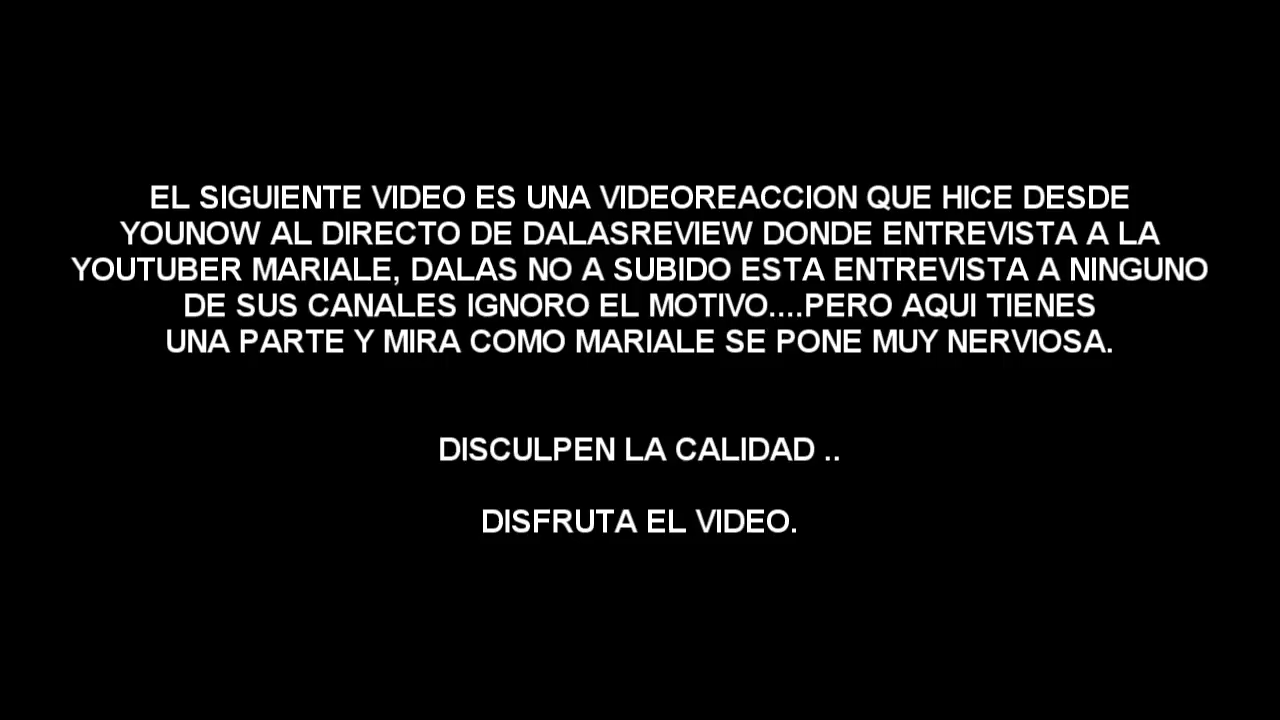 EL SIGUIENTE VIDEO ES UNA VIDEOREACCION QUE HICE DESDE
YOUNOW AL DIRECTO DE DALASREVIEW DONDE ENTREVISTA A LA
YOUTUBER MARIALE, DALAS NO A SUBIDO ESTA ENTREVISTA A NINGUNO
DE SUS CANALES IGNORO EL MOTIVO....PERO AQUI TIENES
UNA PARTE Y MIRA COMO MARIALE SE PONE MUY NERVIOSA.
DISCULPEN LA CALIDAD ..
DISFRUTA EL VIDEO.